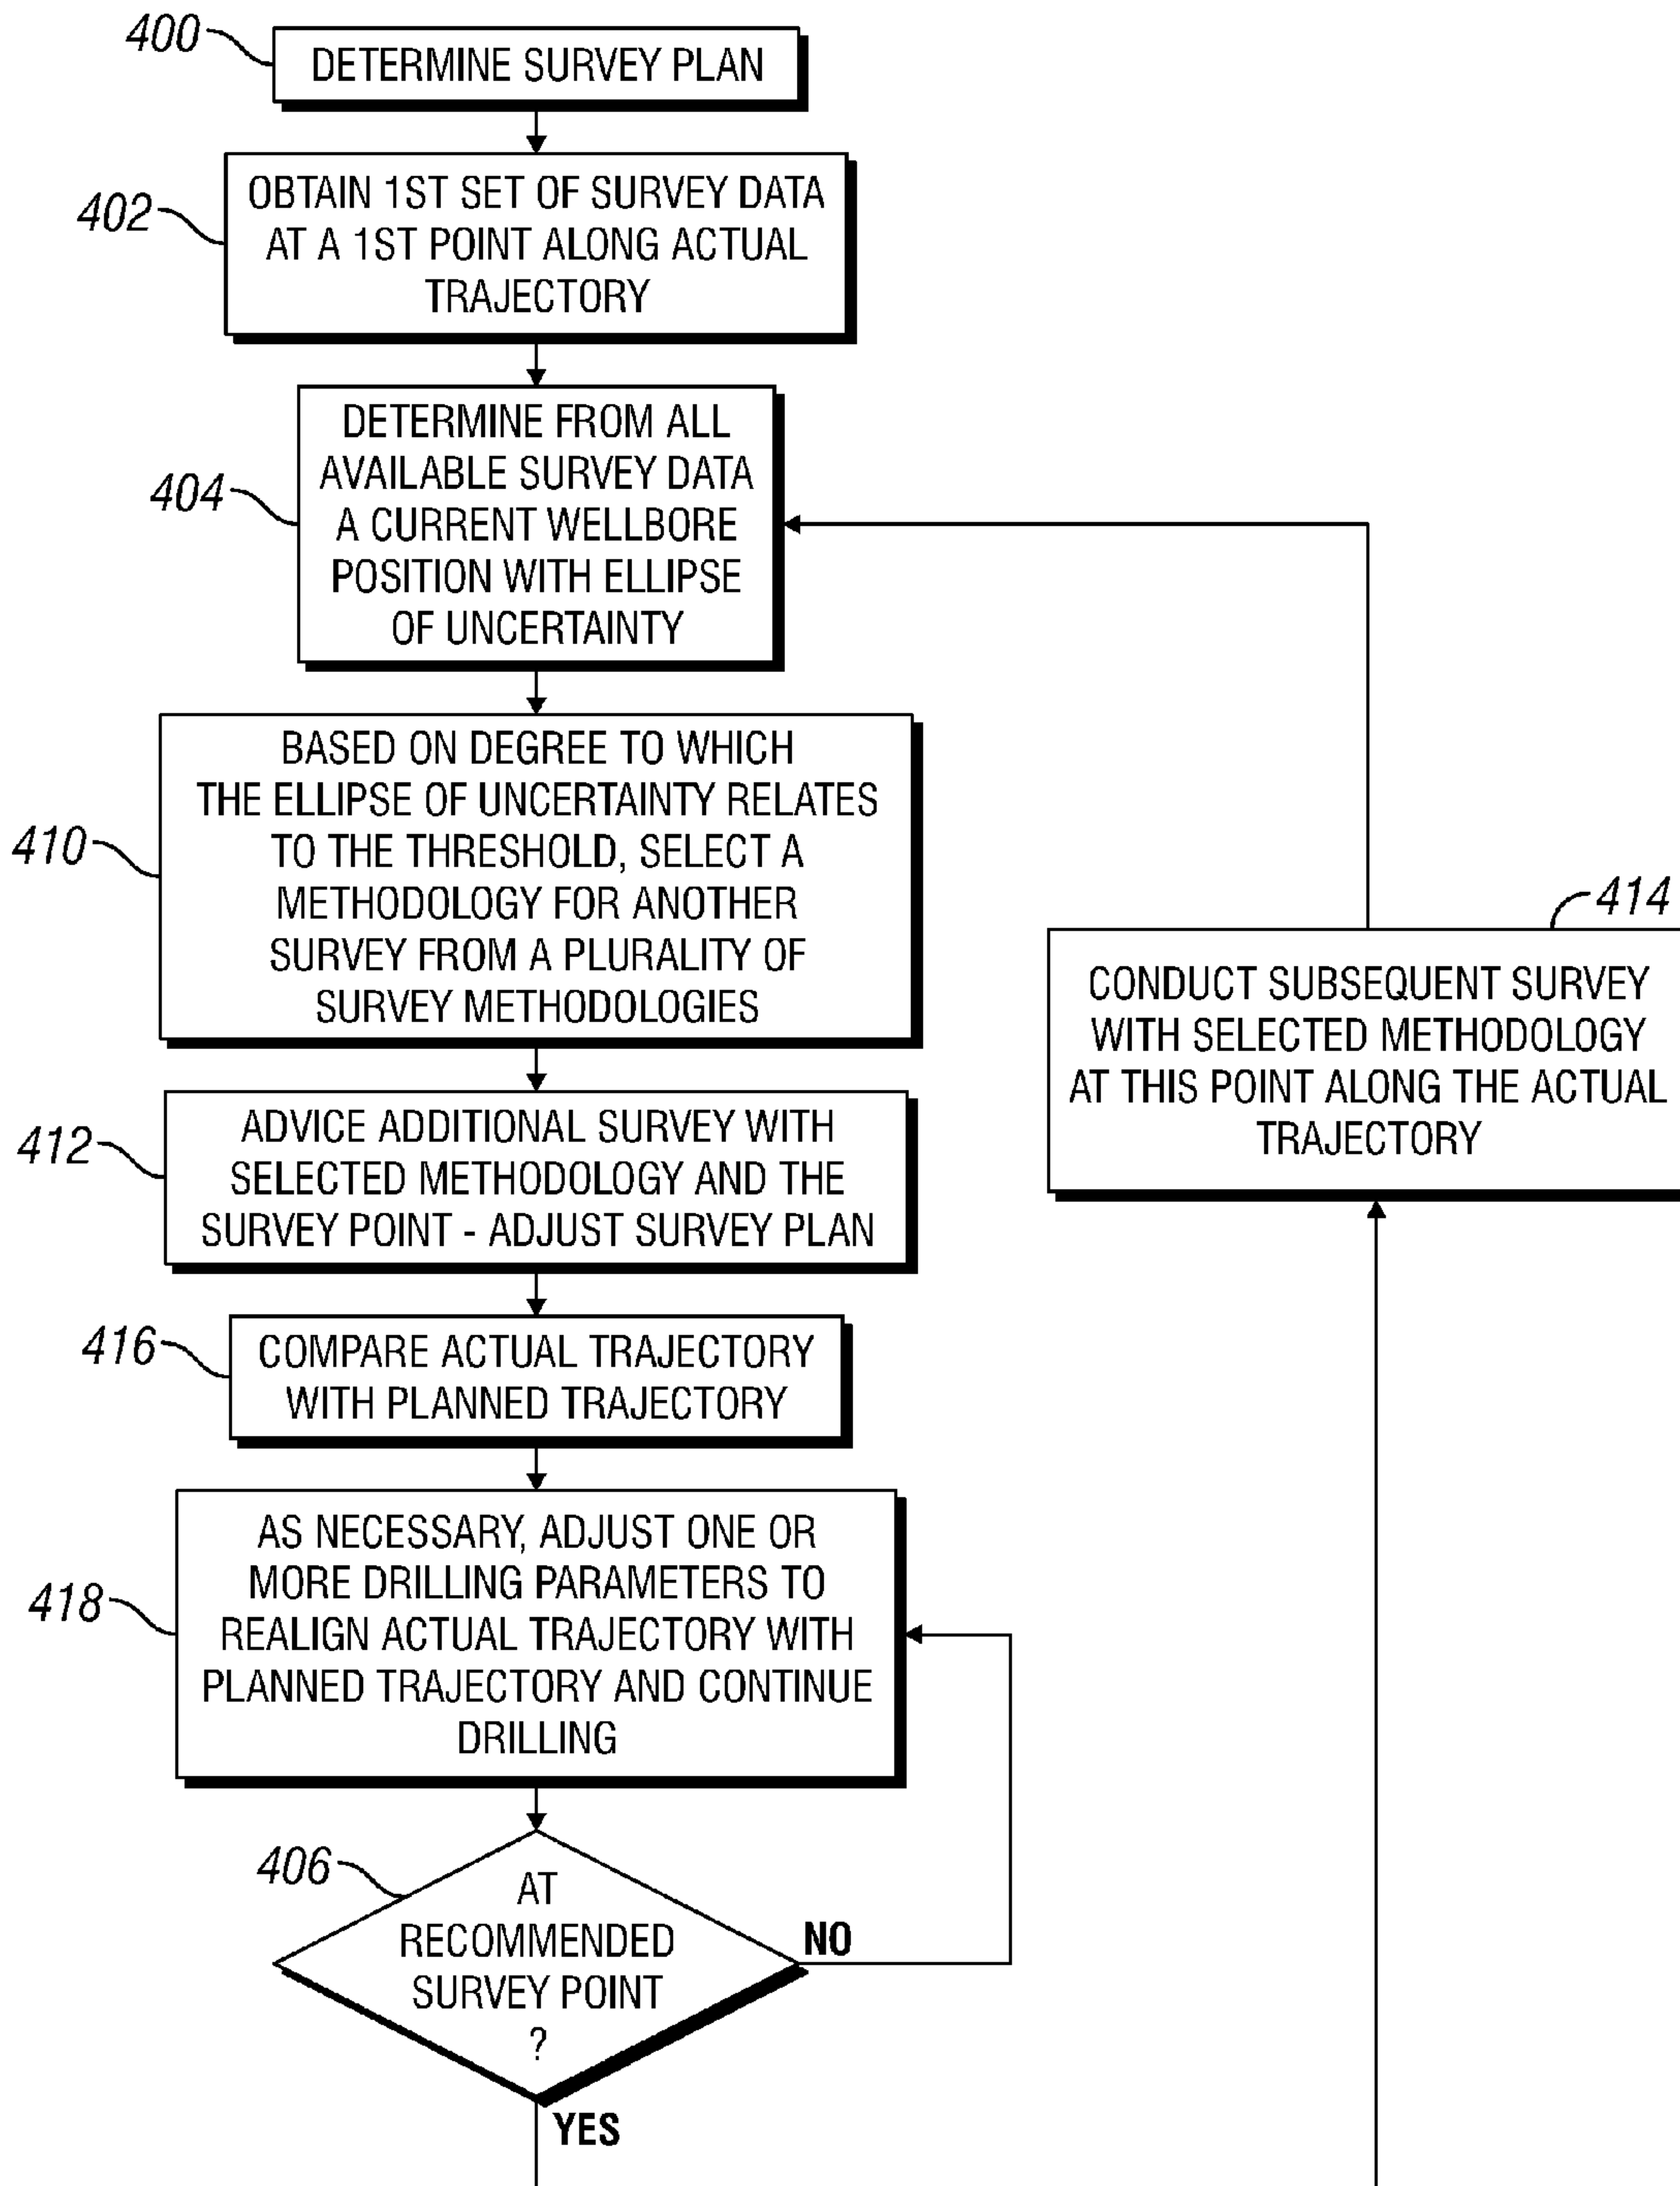 400
DETERMINE SURVEY PLAN
402
OBTAIN 1ST SET OF SURVEY DATA
AT A 1ST POINT ALONG ACTUAL
TRAJECTORY
404
DETERMINE FROM ALL
AVAILABLE SURVEY DATA
A CURRENT WELLBORE
POSITION WITH ELLIPSE
OF UNCERTAINTY
410
BASED ON DEGREE TO WHICH
THE ELLIPSE OF UNCERTAINTY RELATES
TO THE THRESHOLD, SELECT A
METHODOLOGY FOR ANOTHER
SURVEY FROM A PLURALITY OF
SURVEY METHODOLOGIES
412
ADVICE ADDITIONAL SURVEY WITH
SELECTED METHODOLOGY AND THE
SURVEY POINT - ADJUST SURVEY PLAN
416
COMPARE ACTUAL TRAJECTORY
WITH PLANNED TRAJECTORY
418
AS NECESSARY, ADJUST ONE OR
MORE DRILLING PARAMETERS TO
REALIGN ACTUAL TRAJECTORY WITH
PLANNED TRAJECTORY AND CONTINUE
DRILLING
406
AT
RECOMMENDED
SURVEY POINT
?
NO
YES
414
CONDUCT SUBSEQUENT SURVEY
WITH SELECTED METHODOLOGY
AT THIS POINT ALONG THE ACTUAL
TRAJECTORY